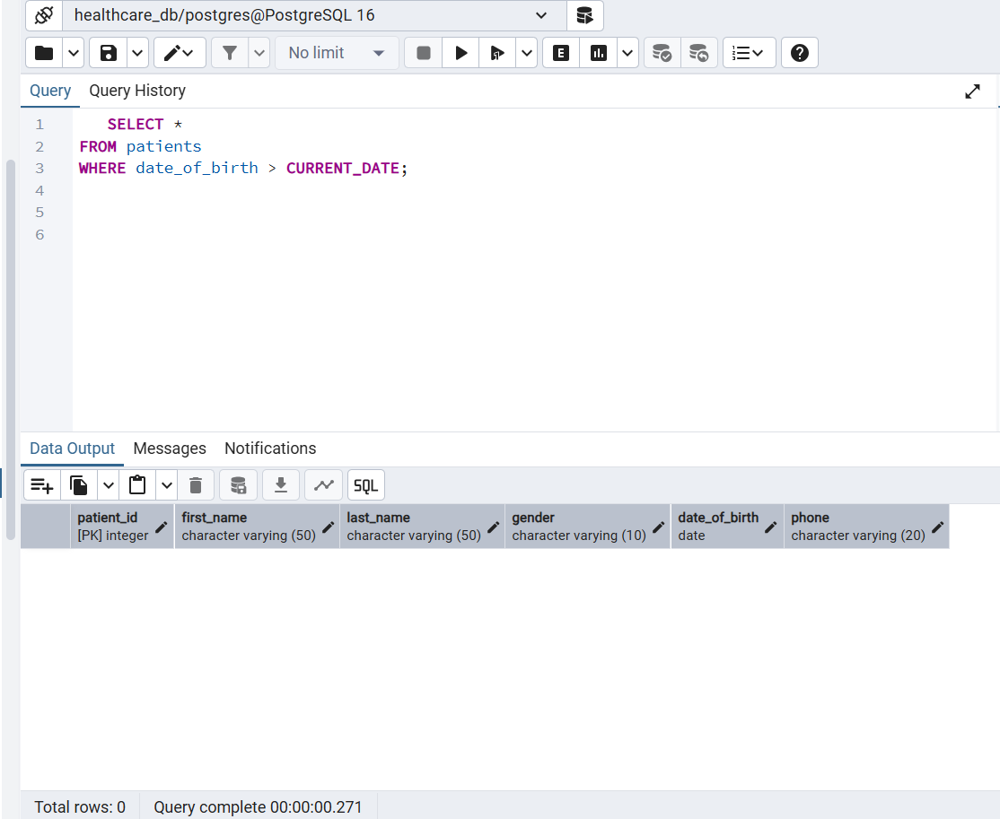 healthcare_db/postgres@PostgreSQL 16
No limit
E
Query Query History
1 SELECT *
2 FROM patients
3 WHERE date_of_birth > CURRENT_DATE;
4
5
6
Data Output Messages Notifications
SQL
patient_id first_name last_name gender date_of_birth phone
[PK] integer character varying (50) character varying (50) character varying (10) date character varying (20)
Total rows: 0 Query complete 00:00:00.271